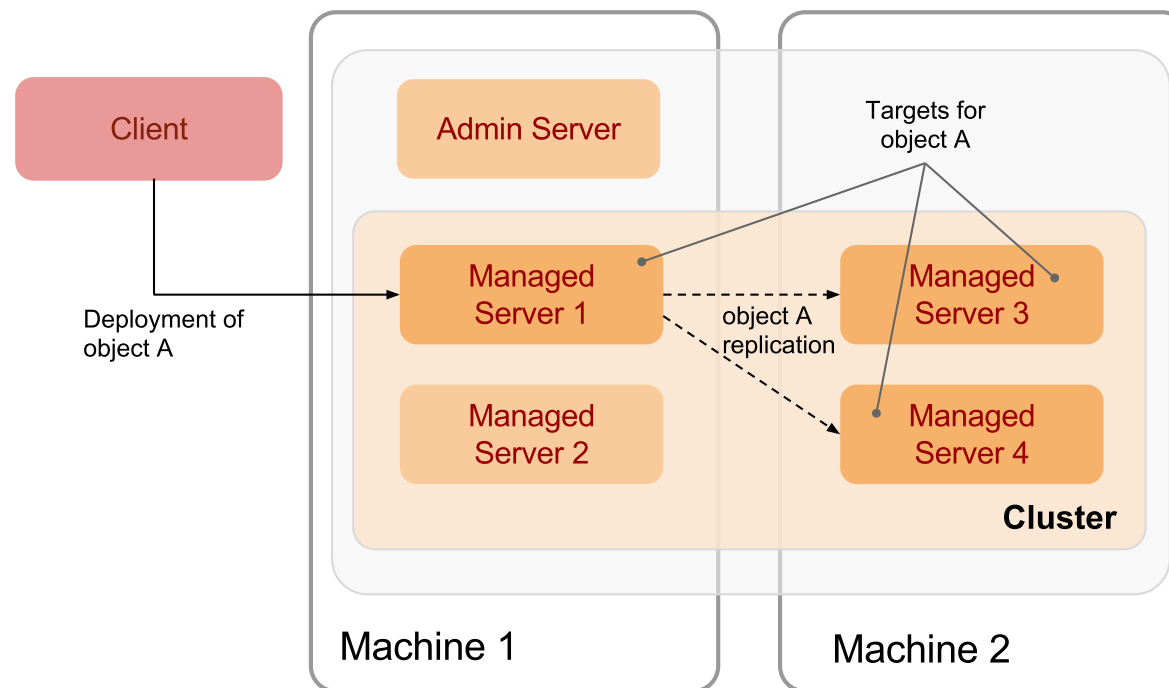 Client
Admin Server
Targets for
object A
Managed
Server 1
Managed
Server 3
Deployment of
object A
object A
replication
Managed
Server 2
Managed
Server 4
Cluster
Machine 1
Machine 2